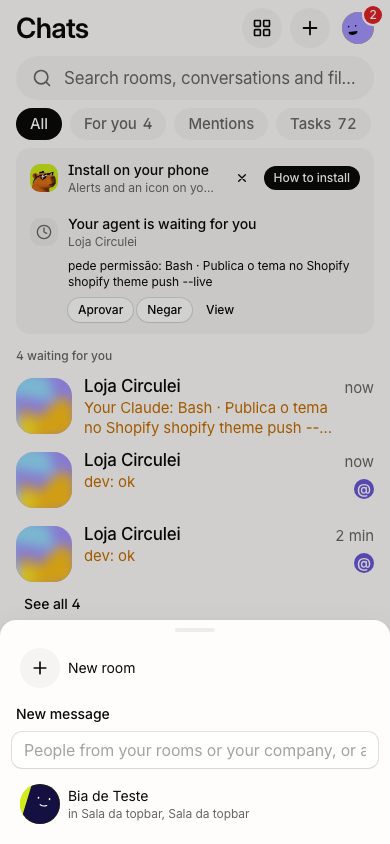 Chats
2
Search rooms, conversations and fil...
All
For you 4
Mentions
Tasks 72
Install on your phone
Alerts and an icon on yo...
How to install
Your agent is waiting for you
Loja Circulei
pede permissão: Bash · Publica o tema no Shopify
shopify theme push --live
Aprovar
Negar
View
4 waiting for you
Loja Circulei
now
Your Claude: Bash · Publica o tema
no Shopify shopify theme push --...
Loja Circulei
now
dev: ok
@
Loja Circulei
2 min
dev: ok
@
See all 4
New room
New message
People from your rooms or your company, or a
Bia de Teste
in Sala da topbar, Sala da topbar